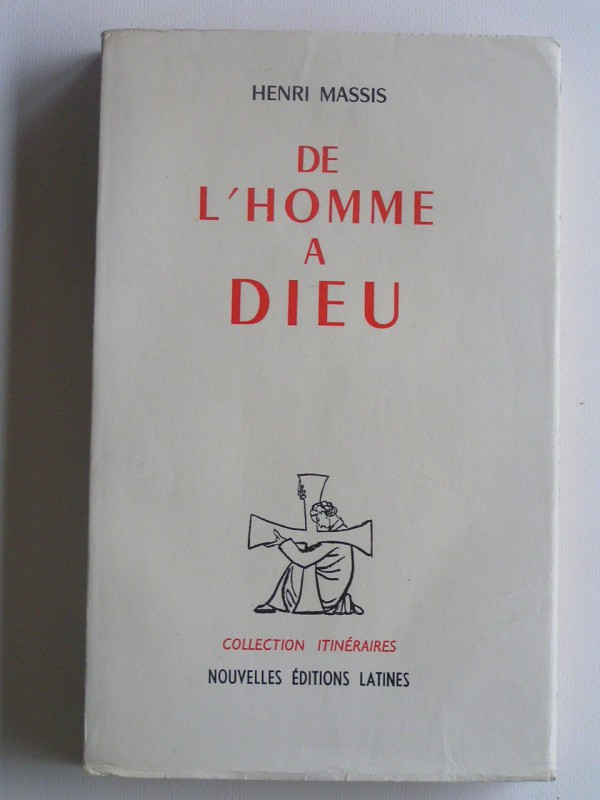 HENRI MASSIS
DE
L'HOMME
A
DIEU
COLLECTION ITINÉRAIRES
NOUVELLES ÉDITIONS LATINES